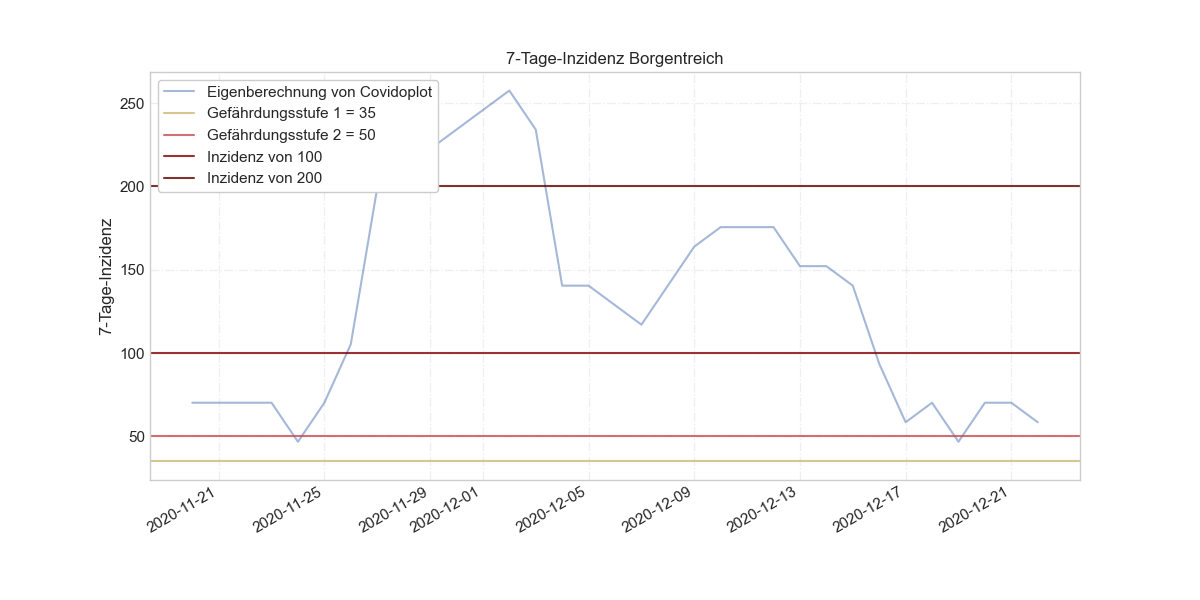 7-Tage-Inzidenz Borgentreich
Eigenberechnung von Covidoplot
Gefährdungsstufe 1 = 35
Gefährdungsstufe 2 = 50
Inzidenz von 100
Inzidenz von 200
7-Tage-Inzidenz
250
200
150
100
50
2020-11-21
2020-11-25
2020-11-29
2020-12-01
2020-12-05
2020-12-09
2020-12-13
2020-12-17
2020-12-21